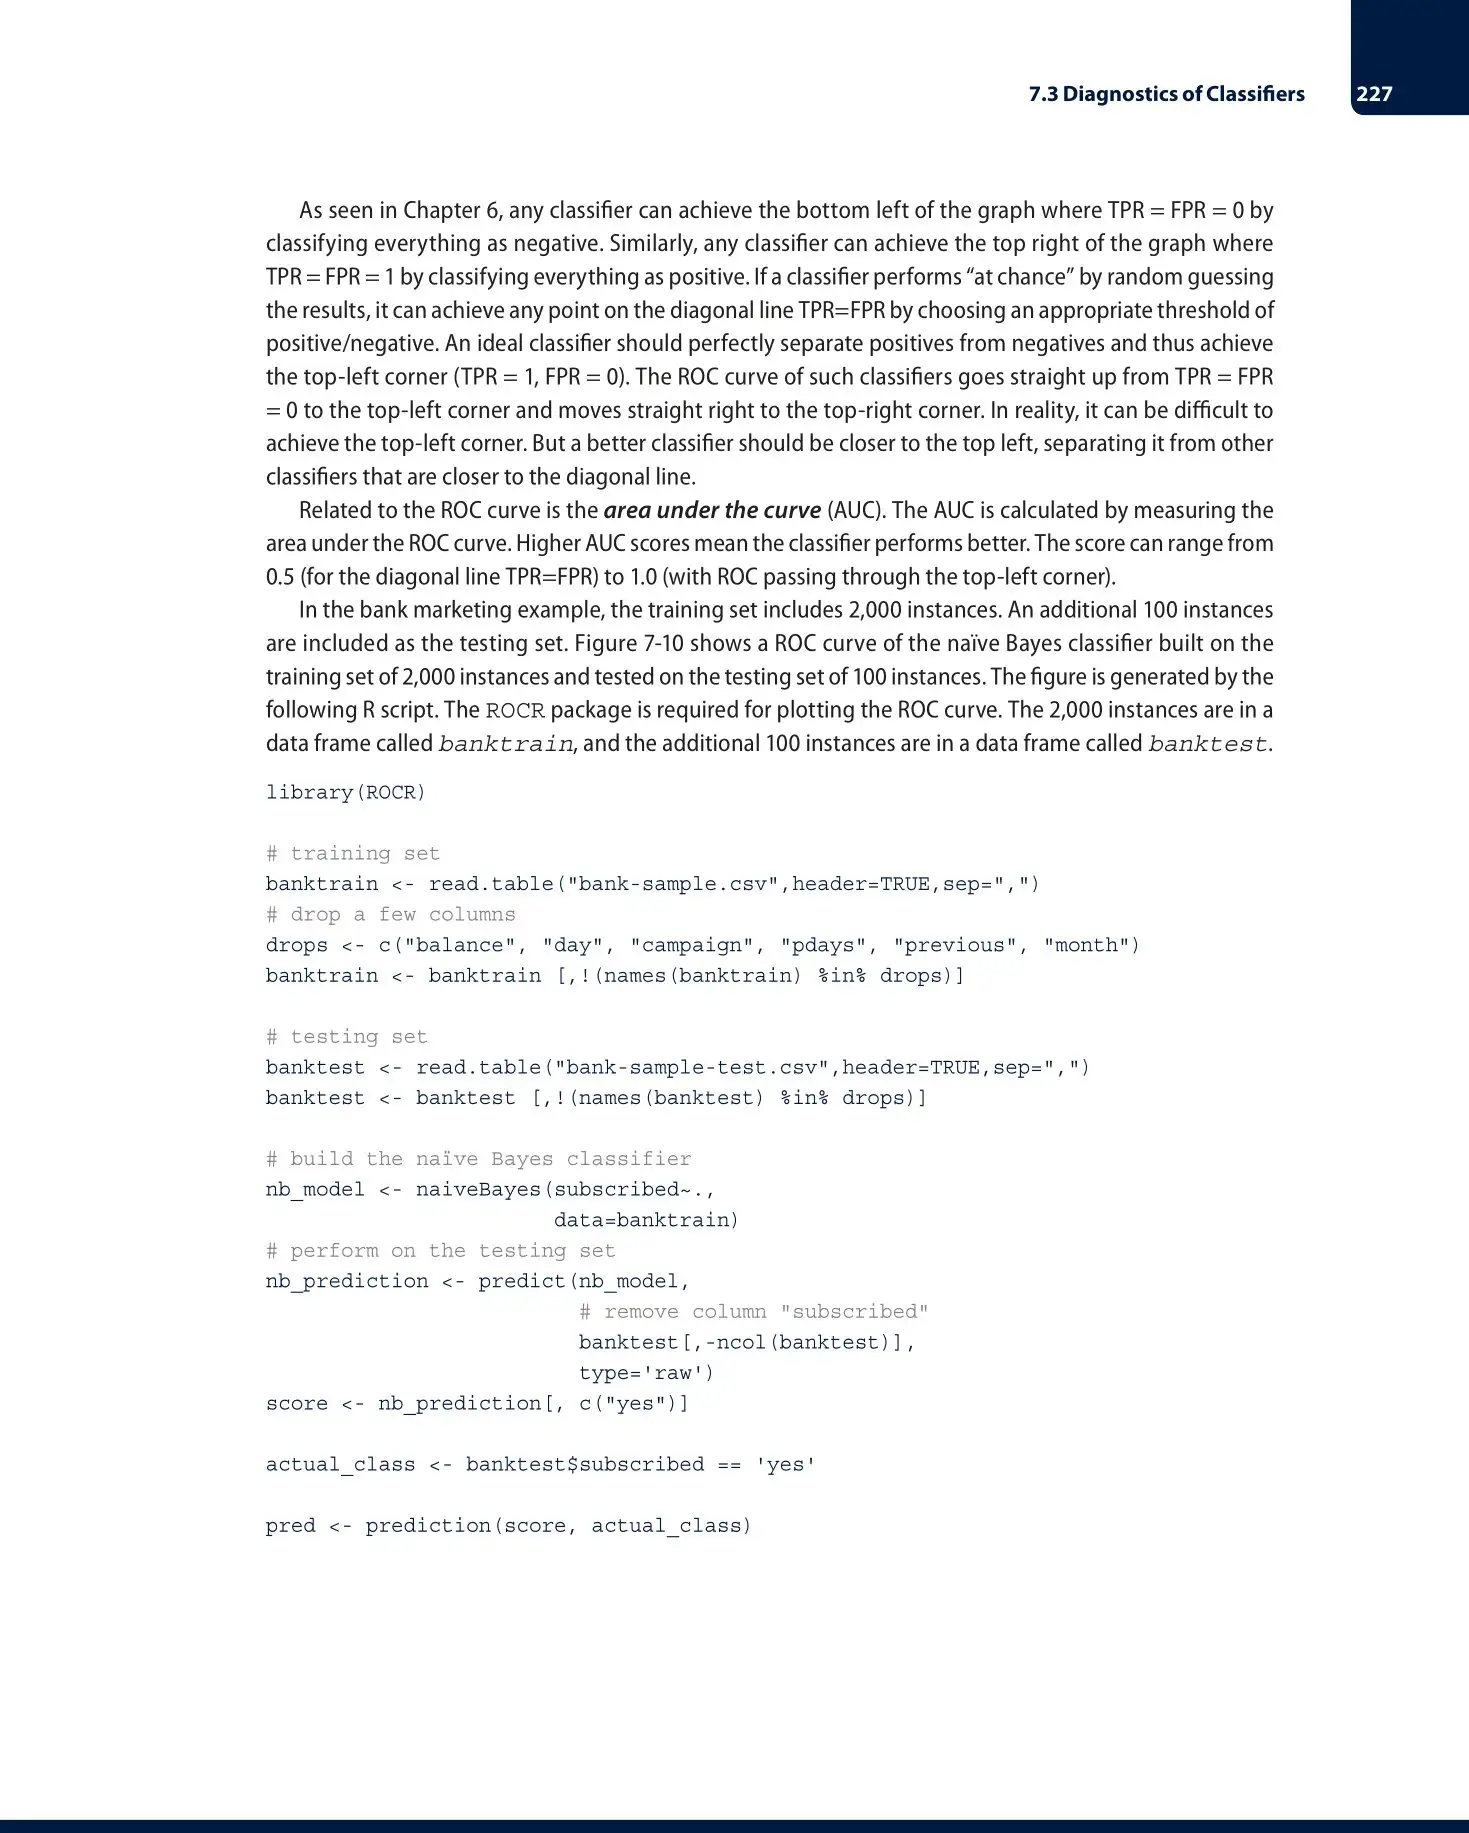 7.3 Diagnostics of Classifiers 227
As seen in Chapter 6, any classifier can achieve the bottom left of the graph where TPR = FPR = 0 by
classifying everything as negative. Similarly, any classifier can achieve the top right of the graph where
TPR = FPR = 1 by classifying everything as positive. If a classifier performs “at chance” by random guessing
the results, it can achieve any point on the diagonal line TPR=FPR by choosing an appropriate threshold of
positive/negative. An ideal classifier should perfectly separate positives from negatives and thus achieve
the top-left corner (TPR = 1, FPR = 0). The ROC curve of such classifiers goes straight up from TPR = FPR
= 0 to the top-left corner and moves straight right to the top-right corner. In reality, it can be difficult to
achieve the top-left corner. But a better classifier should be closer to the top left, separating it from other
classifiers that are closer to the diagonal line.
Related to the ROC curve is the area under the curve (AUC). The AUC is calculated by measuring the
area under the ROC curve. Higher AUC scores mean the classifier performs better. The score can range from
0.5 (for the diagonal line TPR=FPR) to 1.0 (with ROC passing through the top-left corner).
In the bank marketing example, the training set includes 2,000 instances. An additional 100 instances
are included as the testing set. Figure 7-10 shows a ROC curve of the naïve Bayes classifier built on the
training set of 2,000 instances and tested on the testing set of 100 instances. The figure is generated by the
following R script. The ROCR package is required for plotting the ROC curve. The 2,000 instances are in a
data frame called banktrain, and the additional 100 instances are in a data frame called banktest.
library(ROCR)
# training set
banktrain <- read.table("bank-sample.csv",header=TRUE,sep=",")
# drop a few columns
drops <- c("balance", "day", "campaign", "pdays", "previous", "month")
banktrain <- banktrain [,!(names(banktrain) %in% drops)]
# testing set
banktest <- read.table("bank-sample-test.csv",header=TRUE,sep=",")
banktest <- banktest [,!(names(banktest) %in% drops)]
# build the naïve Bayes classifier
nb_model <- naiveBayes(subscribed~.,
data=banktrain)
# perform on the testing set
nb_prediction <- predict(nb_model,
# remove column "subscribed"
banktest[,-ncol(banktest)],
type='raw')
score <- nb_prediction[, c("yes")]
actual_class <- banktest$subscribed == 'yes'
pred <- prediction(score, actual_class)